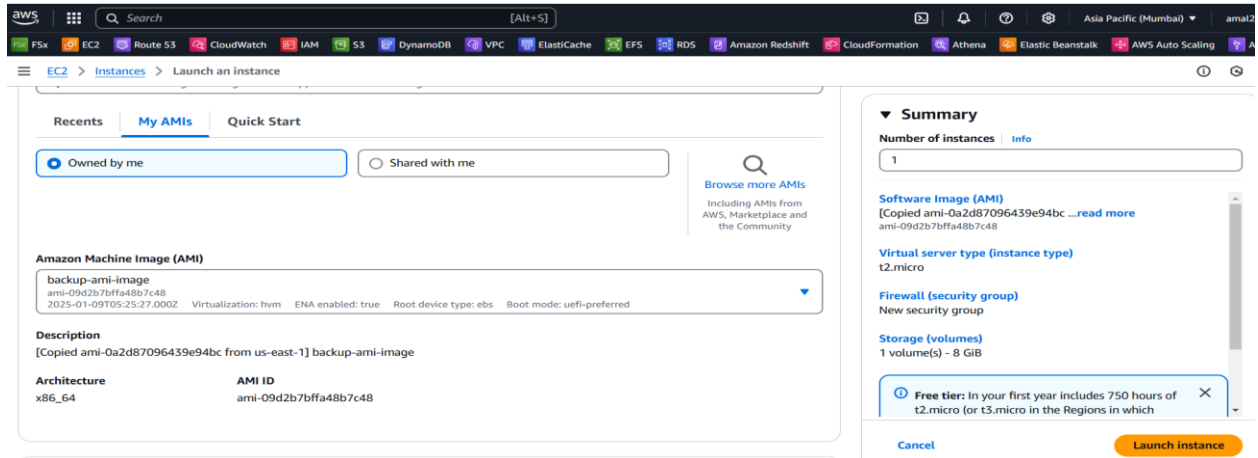 aws Search [Alt+S] Asia Pacific (Mumbai) ▼ amal2
FSx EC2 Route 53 CloudWatch IAM S3 DynamoDB VPC ElastiCache EFS RDS Amazon Redshift CloudFormation Athena Elastic Beanstalk AWS Auto Scaling A
EC2 > Instances > Launch an instance
Recents My AMIs Quick Start
Owned by me Shared with me
Browse more AMIs
Including AMIs from
AWS, Marketplace and
the Community
Amazon Machine Image (AMI)
backup-ami-image
ami-09d2b7bffa48b7c48
2025-01-09T05:25:27.000Z Virtualization: hvm ENA enabled: true Root device type: ebs Boot mode: uefi-preferred
Description
[Copied ami-0a2d87096439e94bc from us-east-1] backup-ami-image
Architecture AMI ID
x86_64 ami-09d2b7bffa48b7c48
▼ Summary
Number of instances Info
1
Software Image (AMI)
[Copied ami-0a2d87096439e94bc ...read more
ami-09d2b7bffa48b7c48
Virtual server type (instance type)
t2.micro
Firewall (security group)
New security group
Storage (volumes)
1 volume(s) - 8 GiB
Free tier: In your first year includes 750 hours of
t2.micro (or t3.micro in the Regions in which
Cancel Launch instance